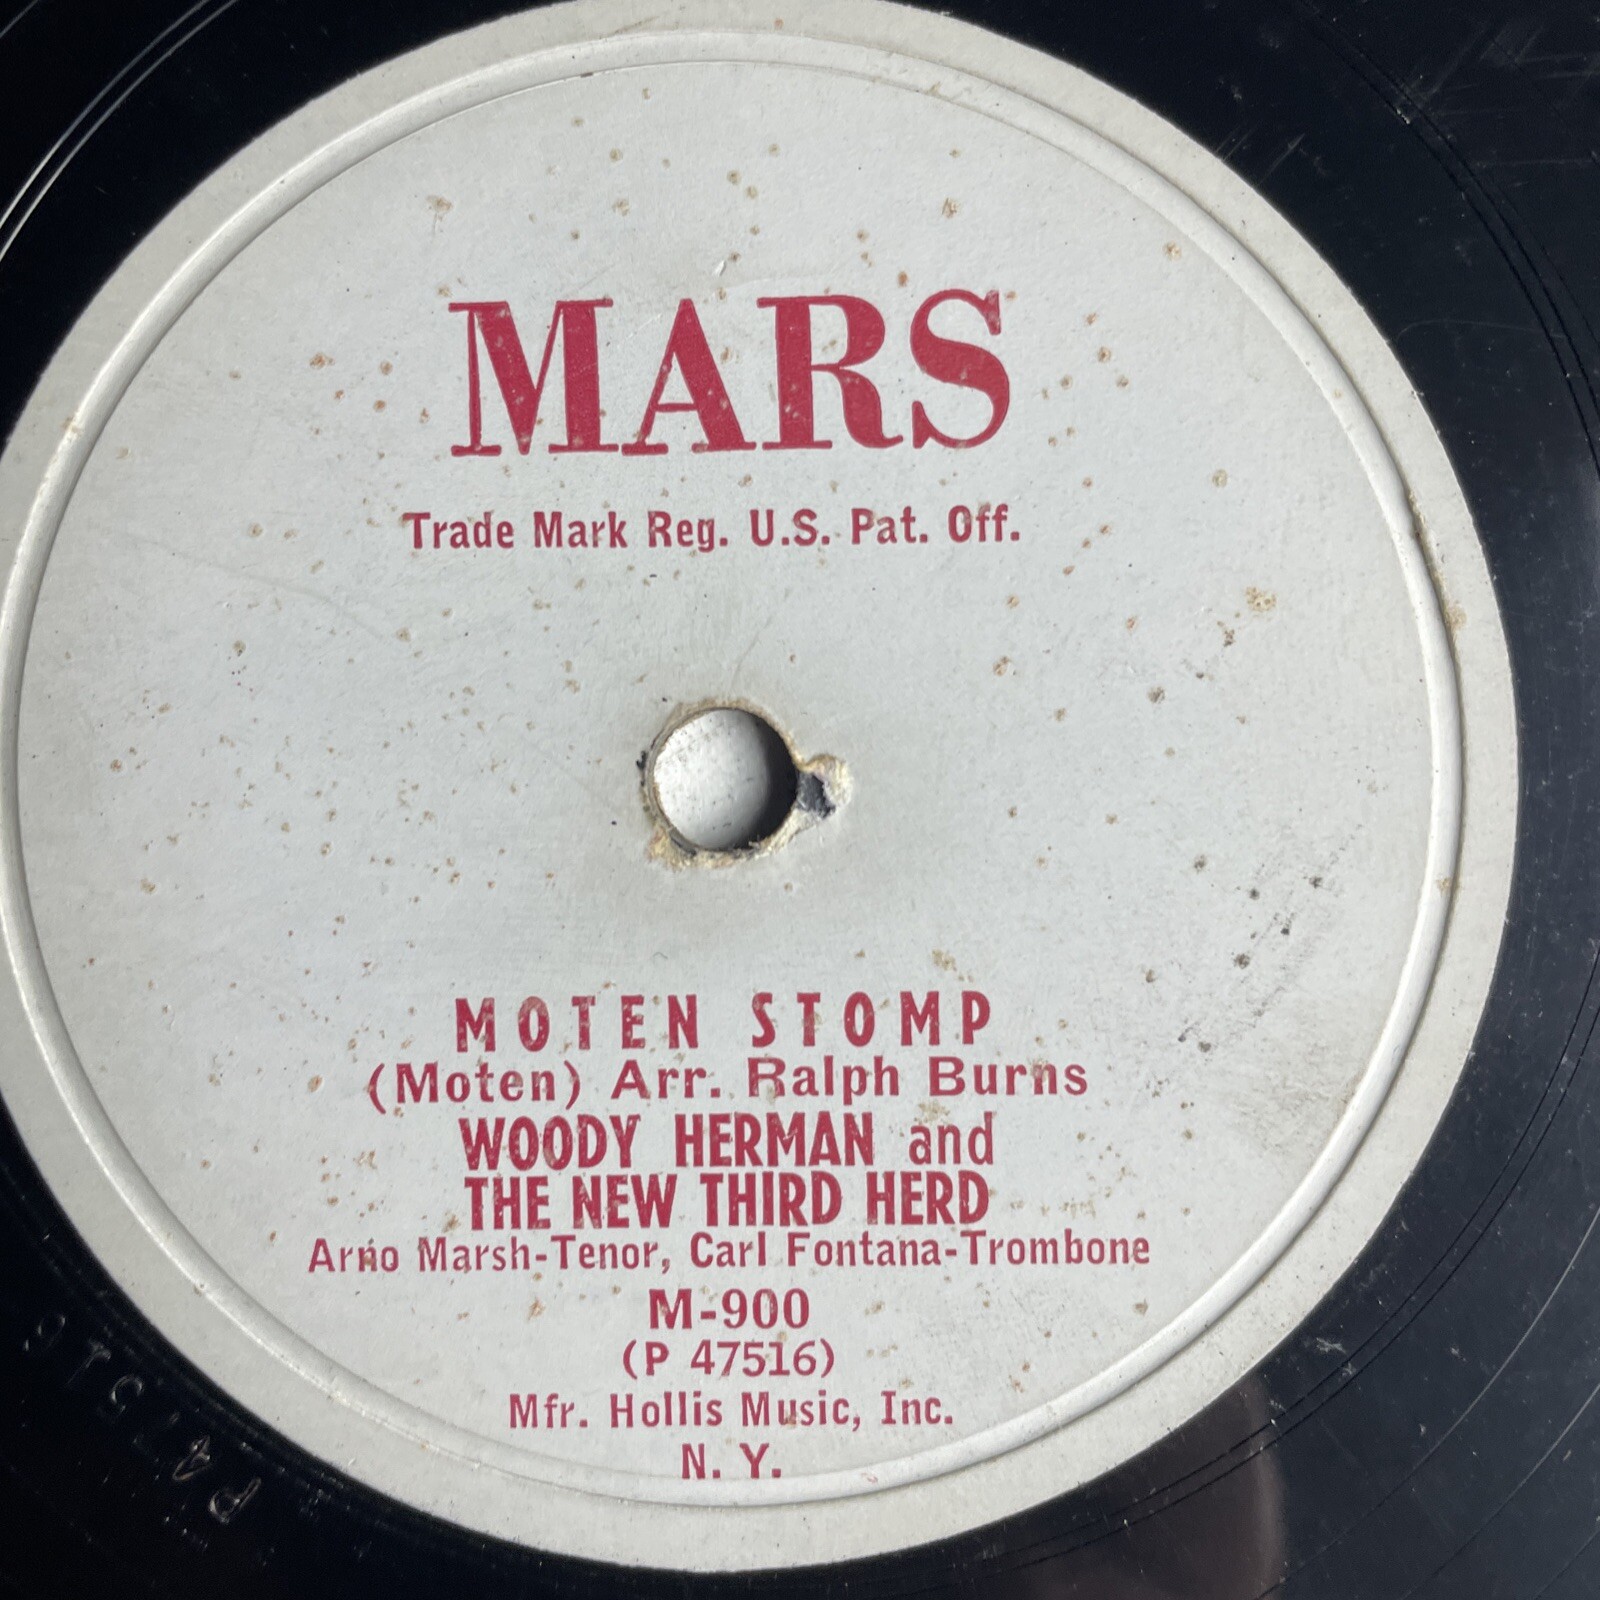 MARS
Trade Mark Reg. U.S. Pat. Off.
MOTEN STOMP
(Moten) Arr. Ralph Burns
WOODY HERMAN and
THE NEW THIRD HERD
Arno Marsh-Tenor, Carl Fontana-Trombone
M-900
(P 47516)
Mfr. Hollis Music, Inc.
N. Y.
P47516